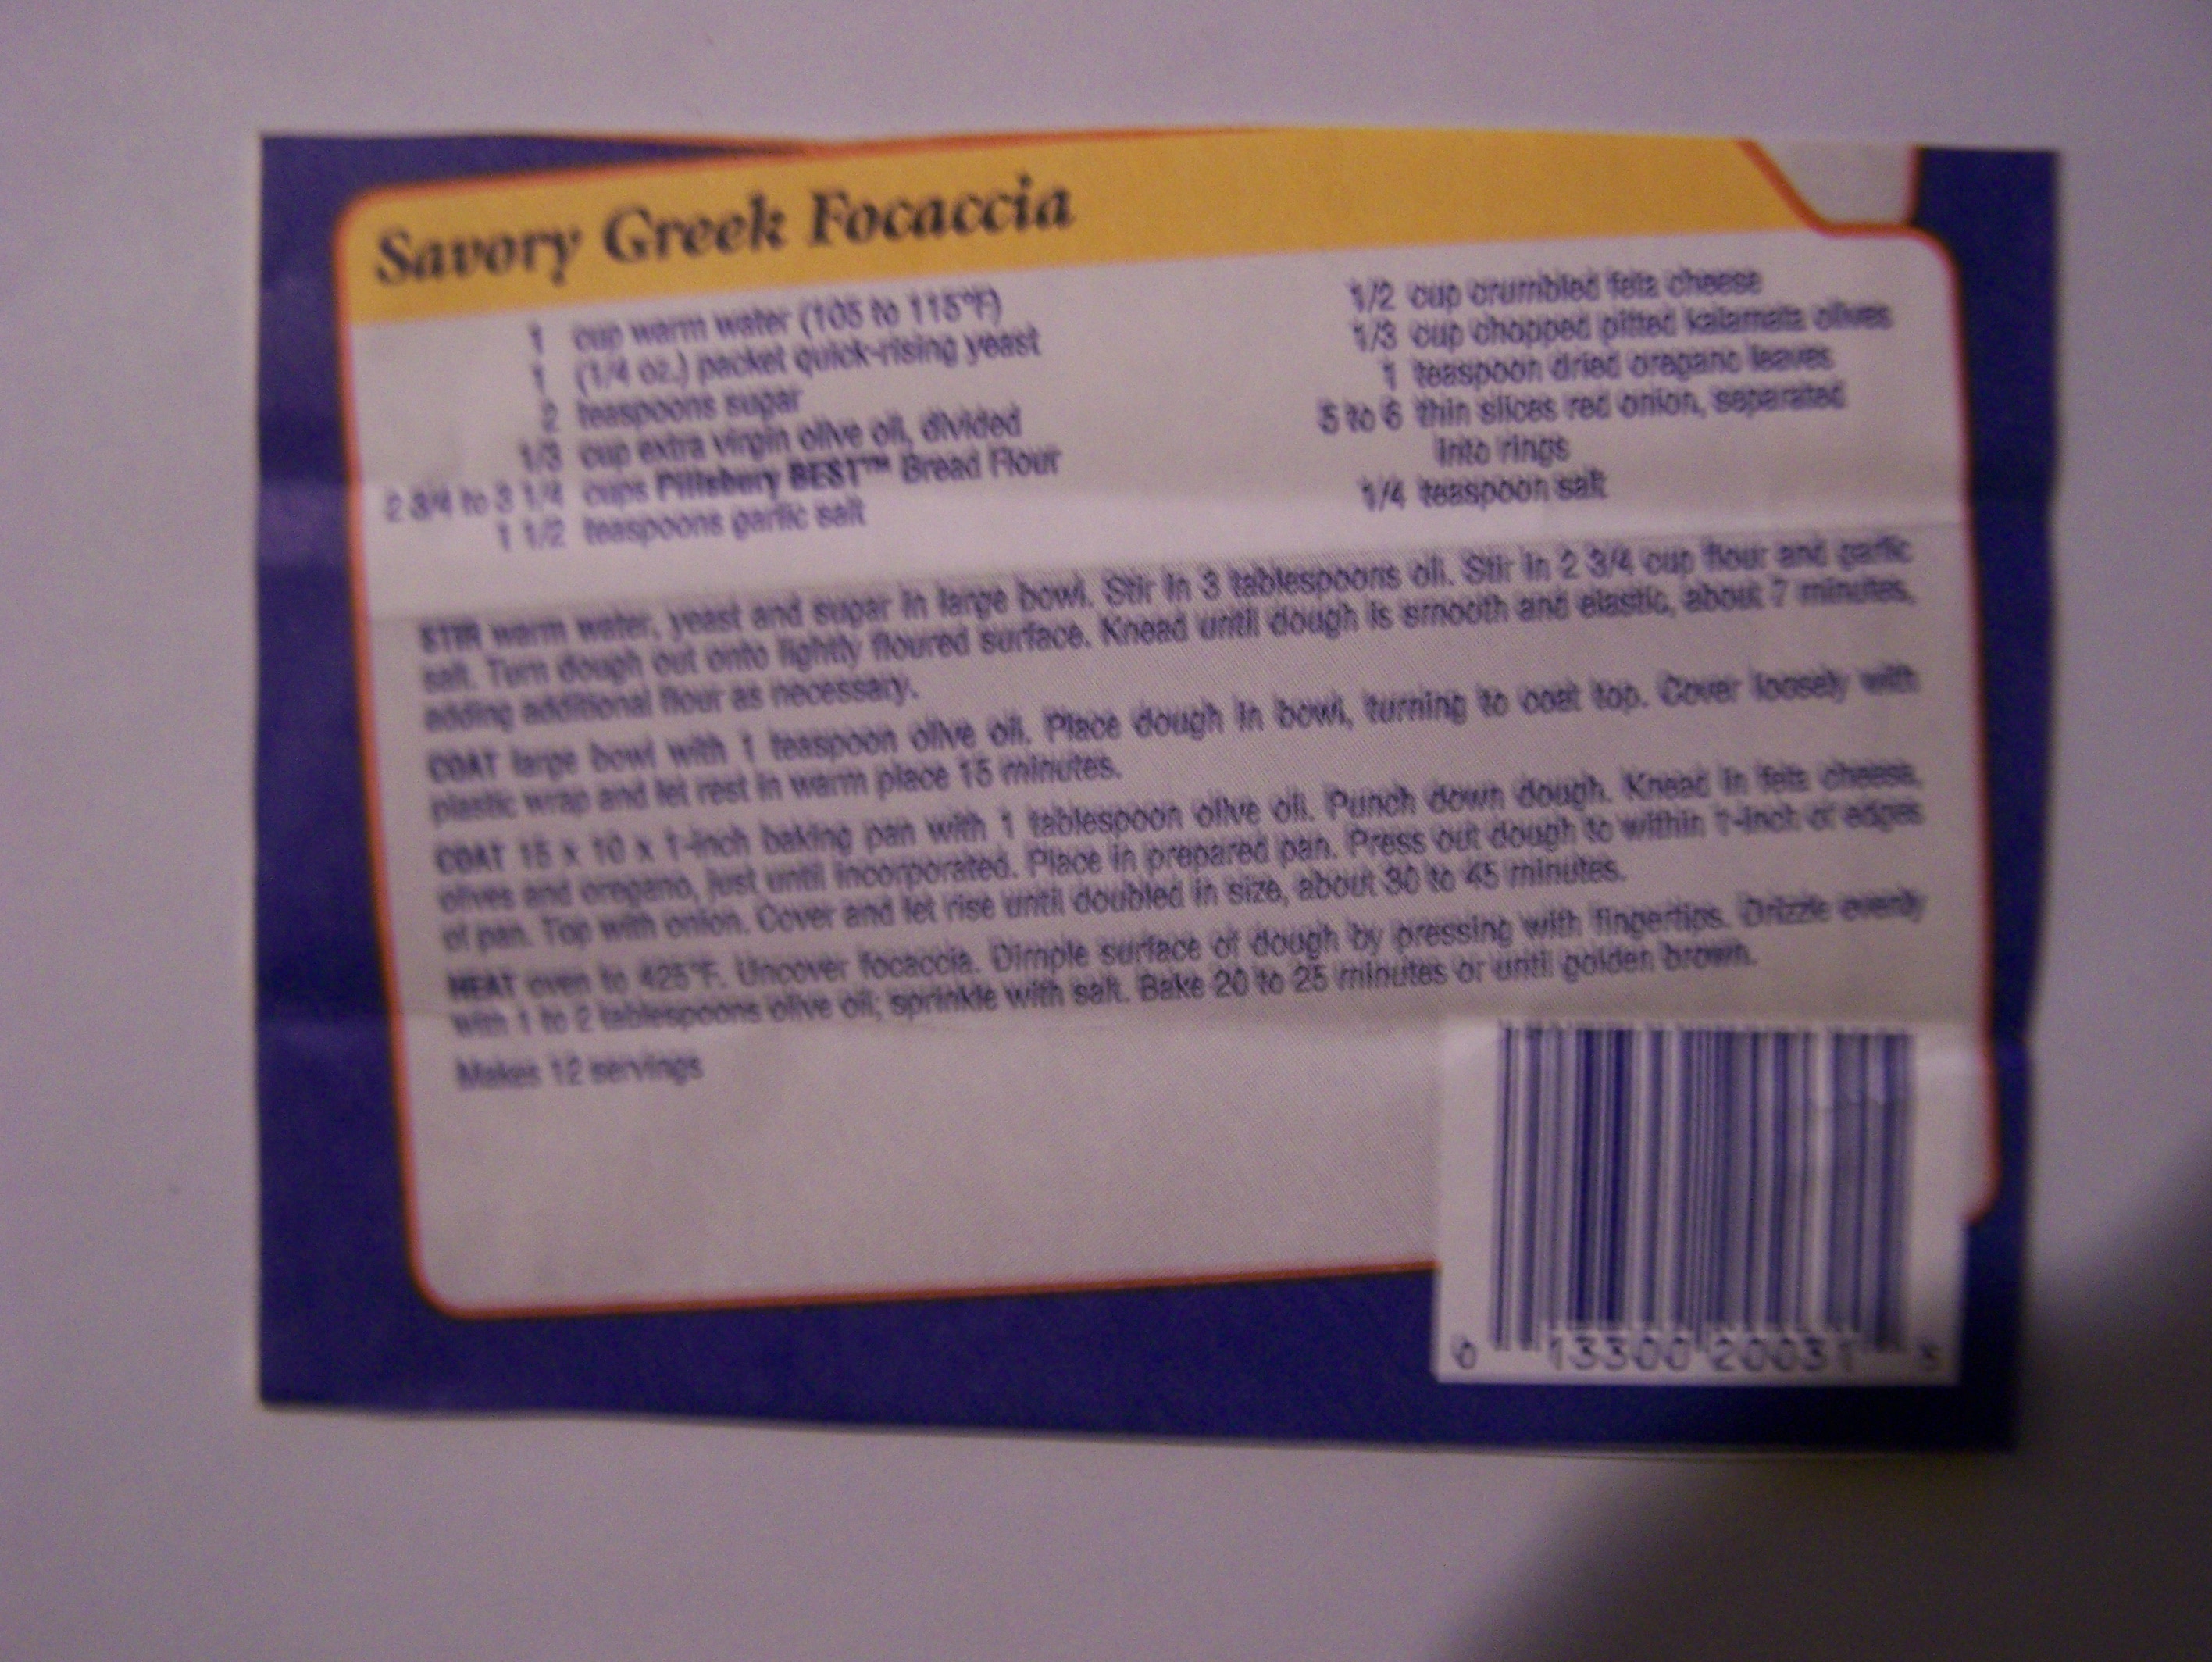 Savory Greek Focaccia
1 cup warm water (105 to 115°F)
1 (1/4 oz.) packet quick-rising yeast
2 teaspoons sugar
1/3 cup extra virgin olive oil, divided
2 3/4 to 3 1/4 cups Pillsbury BEST™ Bread Flour
1 1/2 teaspoons garlic salt
1/2 cup crumbled feta cheese
1/3 cup chopped pitted kalamata olives
1 teaspoon dried oregano leaves
5 to 6 thin slices red onion, separated
into rings
1/4 teaspoon salt
STIR warm water, yeast and sugar in large bowl. Stir in 3 tablespoons oil. Stir in 2 3/4 cup flour and garlic
salt. Turn dough out onto lightly floured surface. Knead until dough is smooth and elastic, about 7 minutes,
adding additional flour as necessary.
COAT large bowl with 1 teaspoon olive oil. Place dough in bowl, turning to coat top. Cover loosely with
plastic wrap and let rest in warm place 15 minutes.
COAT 15 x 10 x 1-inch baking pan with 1 tablespoon olive oil. Punch down dough. Knead in feta cheese,
olives and oregano, just until incorporated. Place in prepared pan. Press out dough to within 1-inch of edges
of pan. Top with onion. Cover and let rise until doubled in size, about 30 to 45 minutes.
HEAT oven to 425°F. Uncover focaccia. Dimple surface of dough by pressing with fingertips. Drizzle evenly
with 1 to 2 tablespoons olive oil; sprinkle with salt. Bake 20 to 25 minutes or until golden brown.
Makes 12 servings
0 13300 20031 5